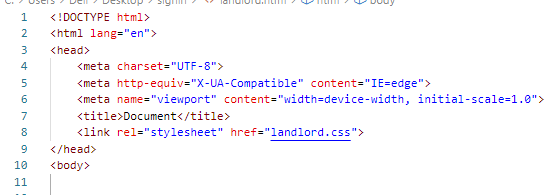 C: > Users > Dell > Desktop > signin > <> landlord.html > html > body
1 <!DOCTYPE html>
2 <html lang="en">
3 <head>
4 <meta charset="UTF-8">
5 <meta http-equiv="X-UA-Compatible" content="IE=edge">
6 <meta name="viewport" content="width=device-width, initial-scale=1.0">
7 <title>Document</title>
8 <link rel="stylesheet" href="landlord.css">
9 </head>
10 <body>
11